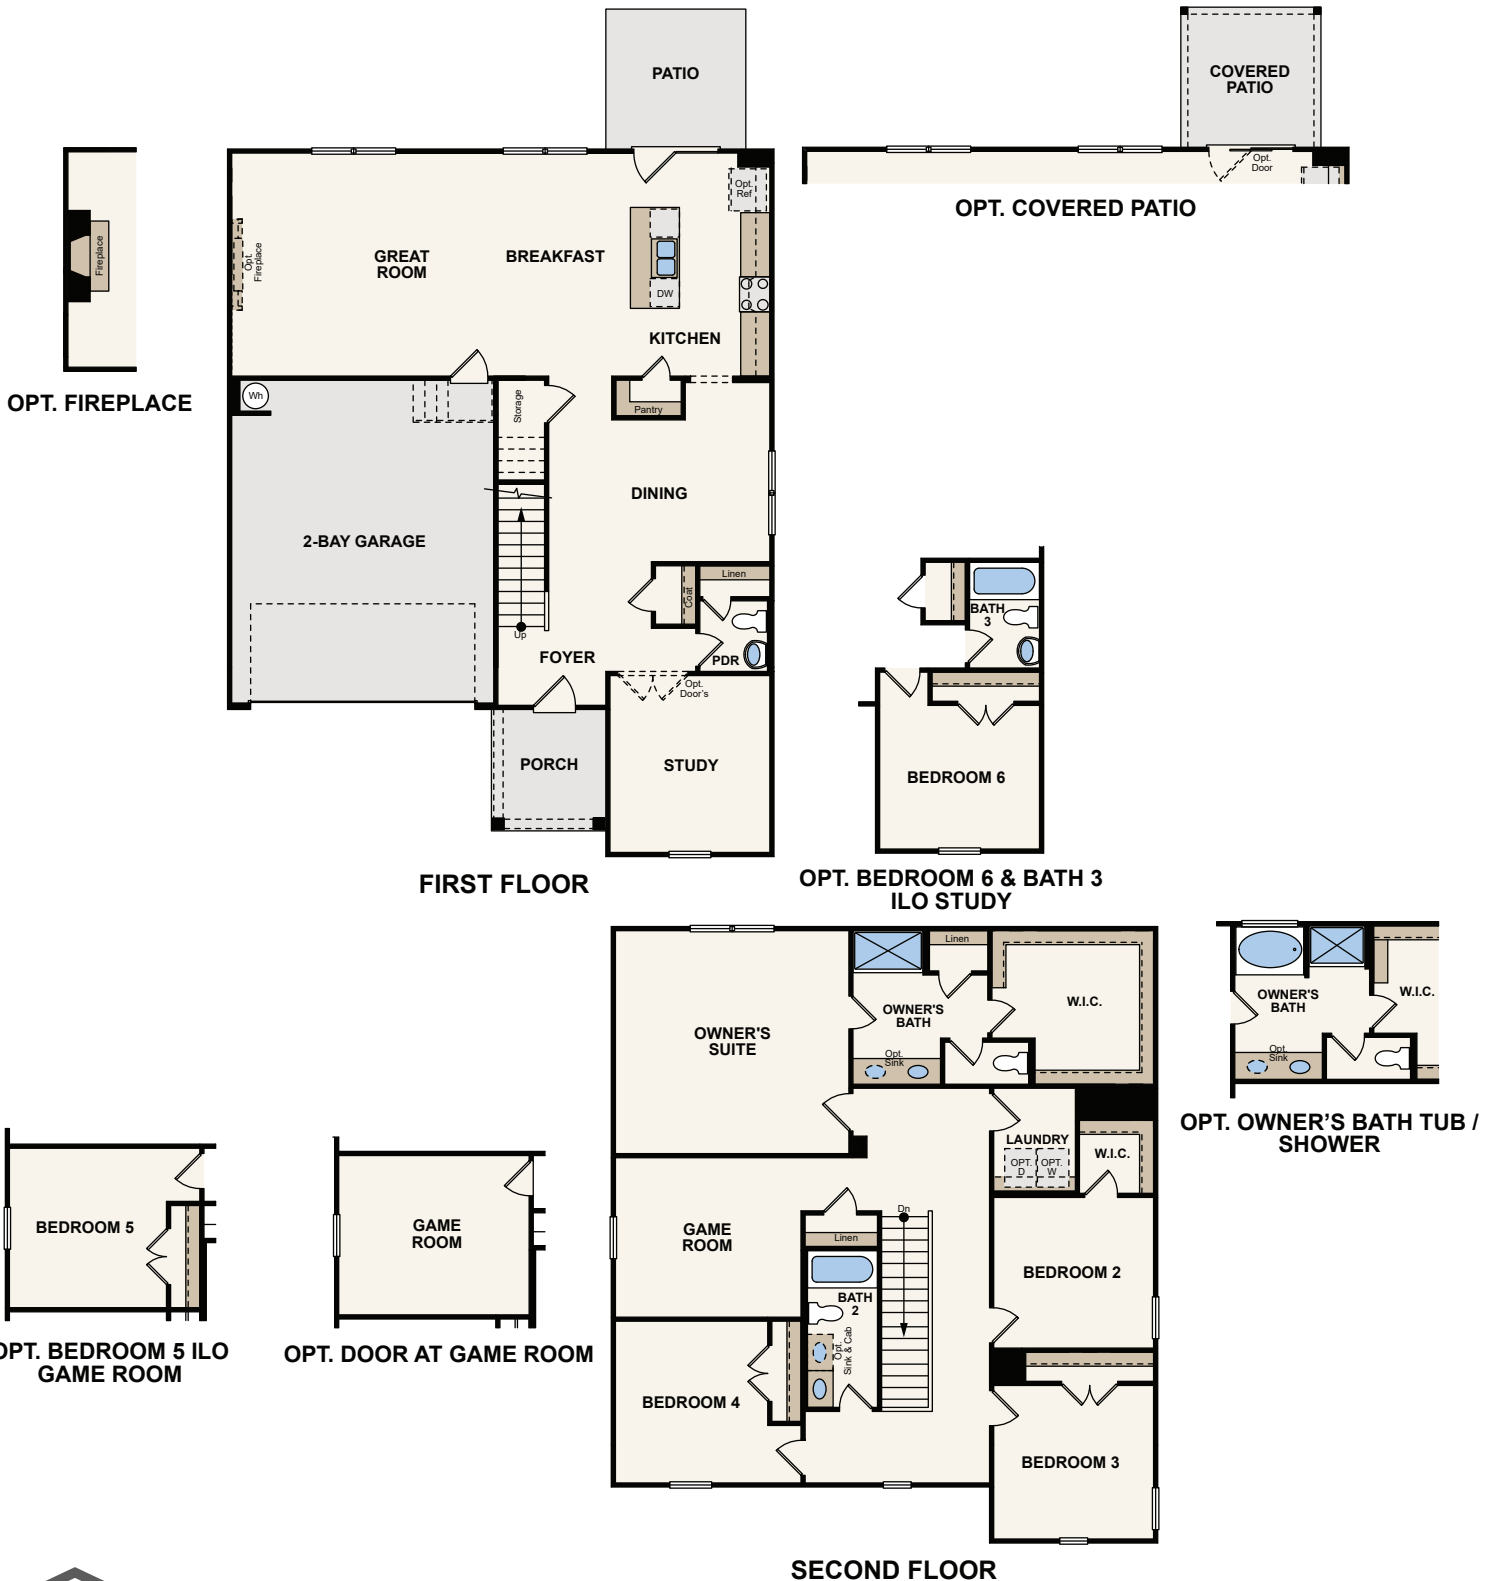 PATIO
COVERED
PATIO
Opt.
Door
OPT. COVERED PATIO
Fireplace
OPT. FIREPLACE
Opt.
Fireplace
GREAT
ROOM
BREAKFAST
Opt.
Ref
DW
KITCHEN
Wh
Storage
Pantry
DINING
2-BAY GARAGE
Linen
Coat
Up
FOYER
PDR
Opt.
Door's
PORCH
STUDY
FIRST FLOOR
BATH
3
BEDROOM 6
OPT. BEDROOM 6 & BATH 3
ILO STUDY
Linen
OWNER'S
SUITE
OWNER'S
BATH
W.I.C.
Opt.
Sink
OWNER'S
BATH
W.I.C.
Opt.
Sink
OPT. OWNER’S BATH TUB /
SHOWER
LAUNDRY
OPT.
D
OPT.
W
W.I.C.
BEDROOM 5
PT. BEDROOM 5 ILO
GAME ROOM
GAME
ROOM
OPT. DOOR AT GAME ROOM
GAME
ROOM
Linen
Dn
BATH
2
Opt.
Sink & Cab
BEDROOM 2
BEDROOM 4
BEDROOM 3
SECOND FLOOR